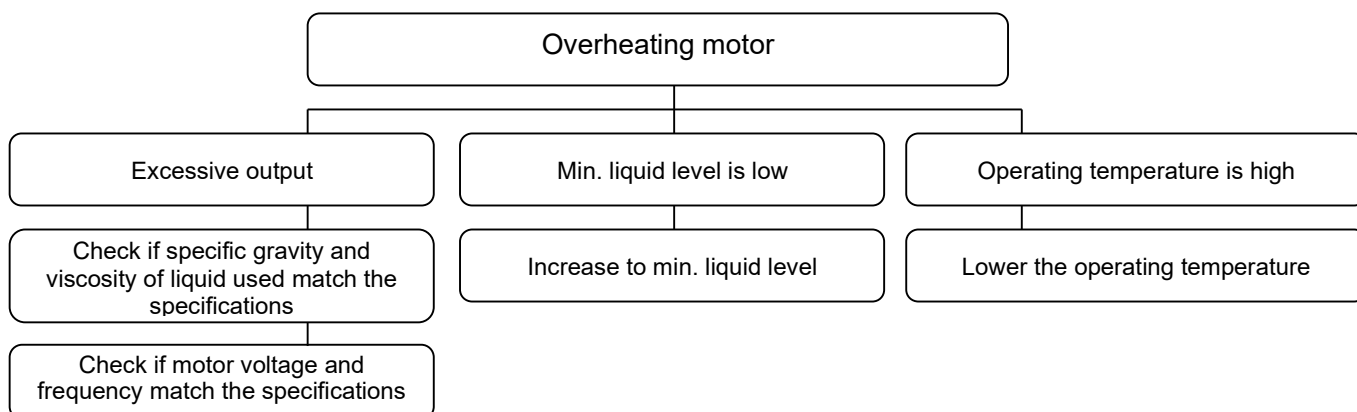 Overheating motor
Excessive output
Min. liquid level is low
Operating temperature is high
Check if specific gravity and
viscosity of liquid used match the
specifications
Increase to min. liquid level
Lower the operating temperature
Check if motor voltage and
frequency match the specifications